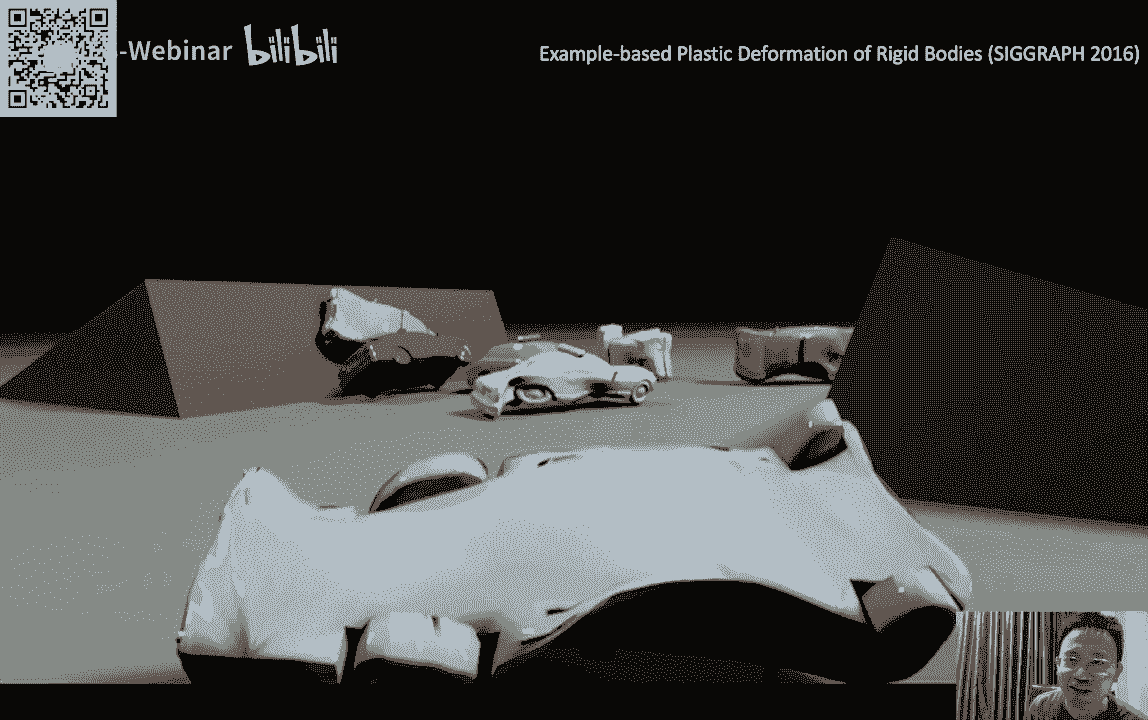 -Webinar bilibili
Example-based Plastic Deformation of Rigid Bodies (SIGGRAPH 2016)